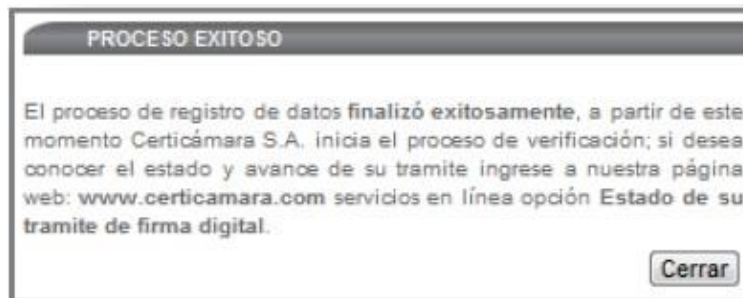 PROCESO EXITOSO
El proceso de registro de datos finalizó exitosamente, a partir de este
momento Certicámara S.A. inicia el proceso de verificación; si desea
conocer el estado y avance de su tramite ingrese a nuestra página
web: www.certicamara.com servicios en línea opción Estado de su
tramite de firma digital.
Cerrar